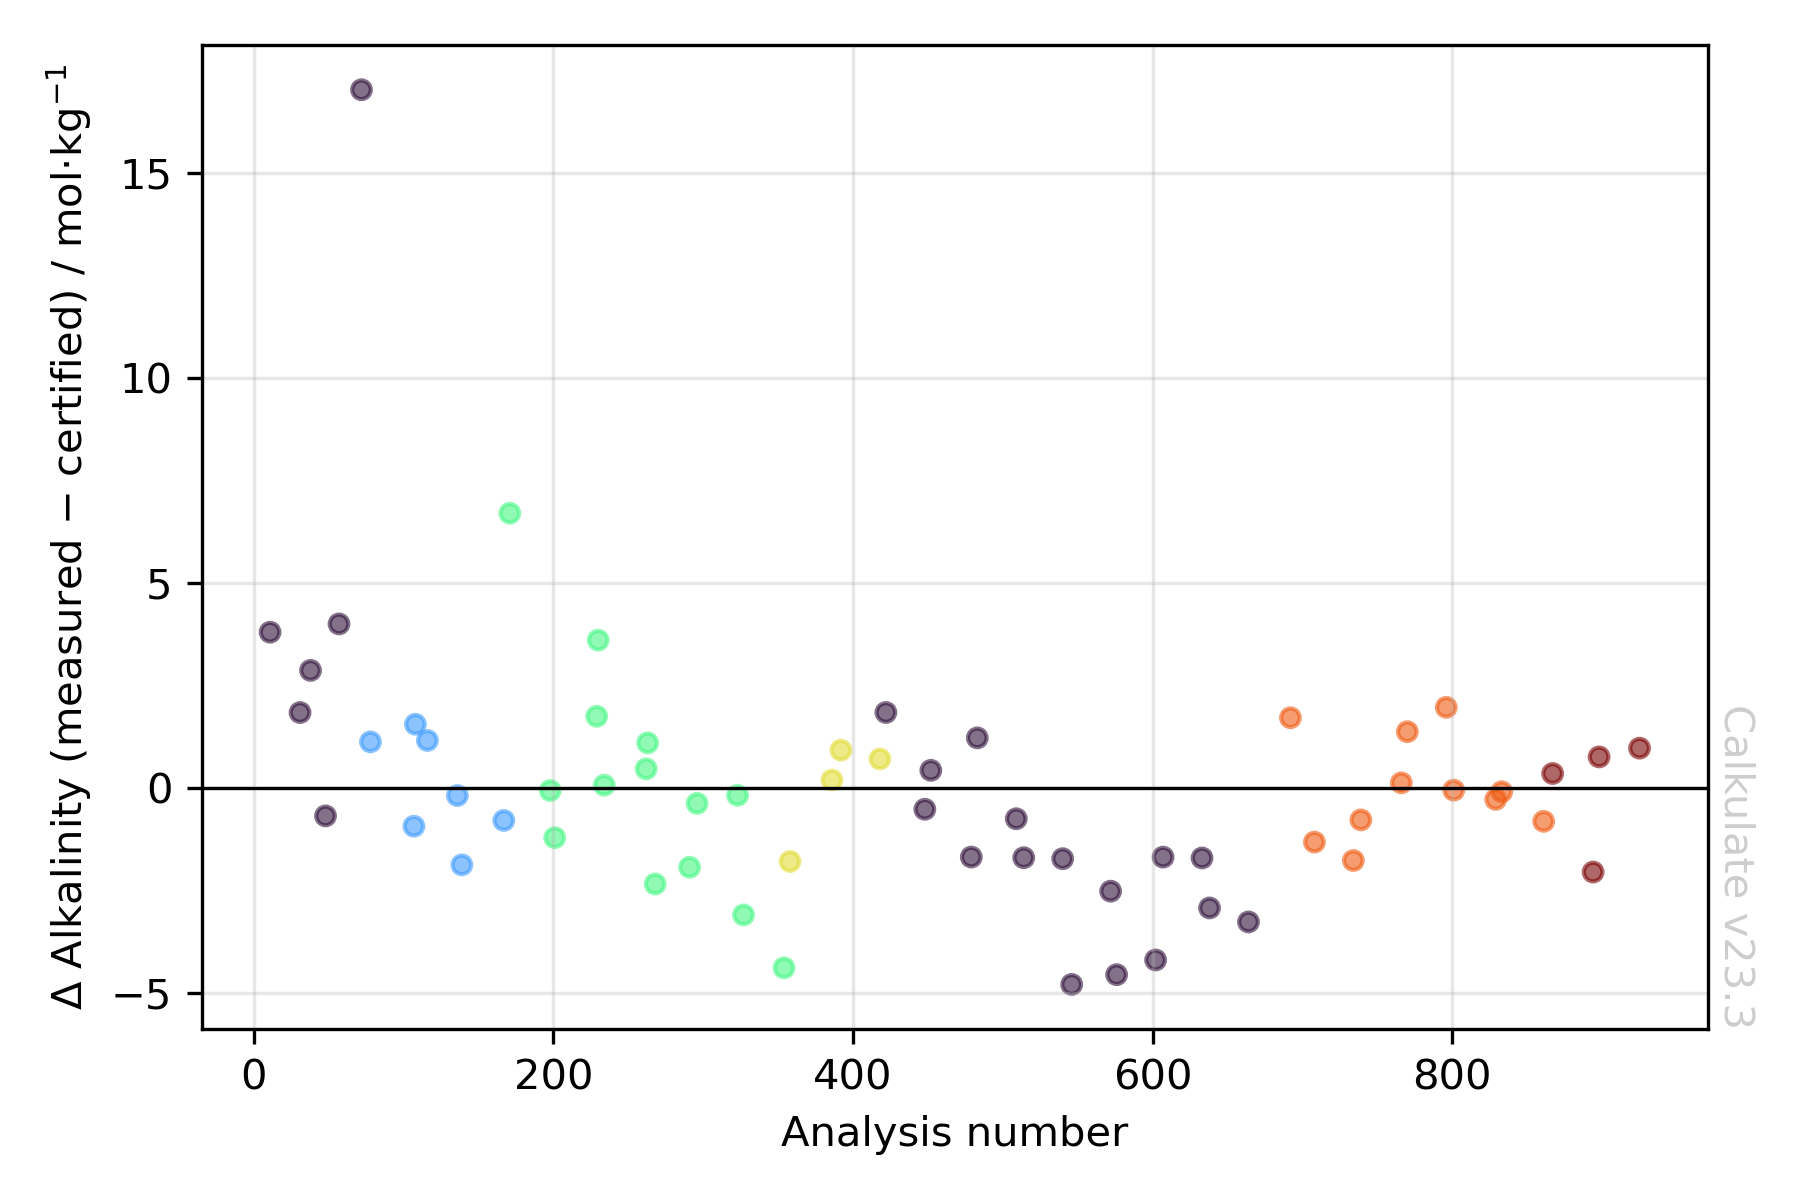 Δ Alkalinity (measured − certified) / mol·kg⁻¹
15
10
5
0
−5
0 200 400 600 800
Analysis number
Calkulate v23.3